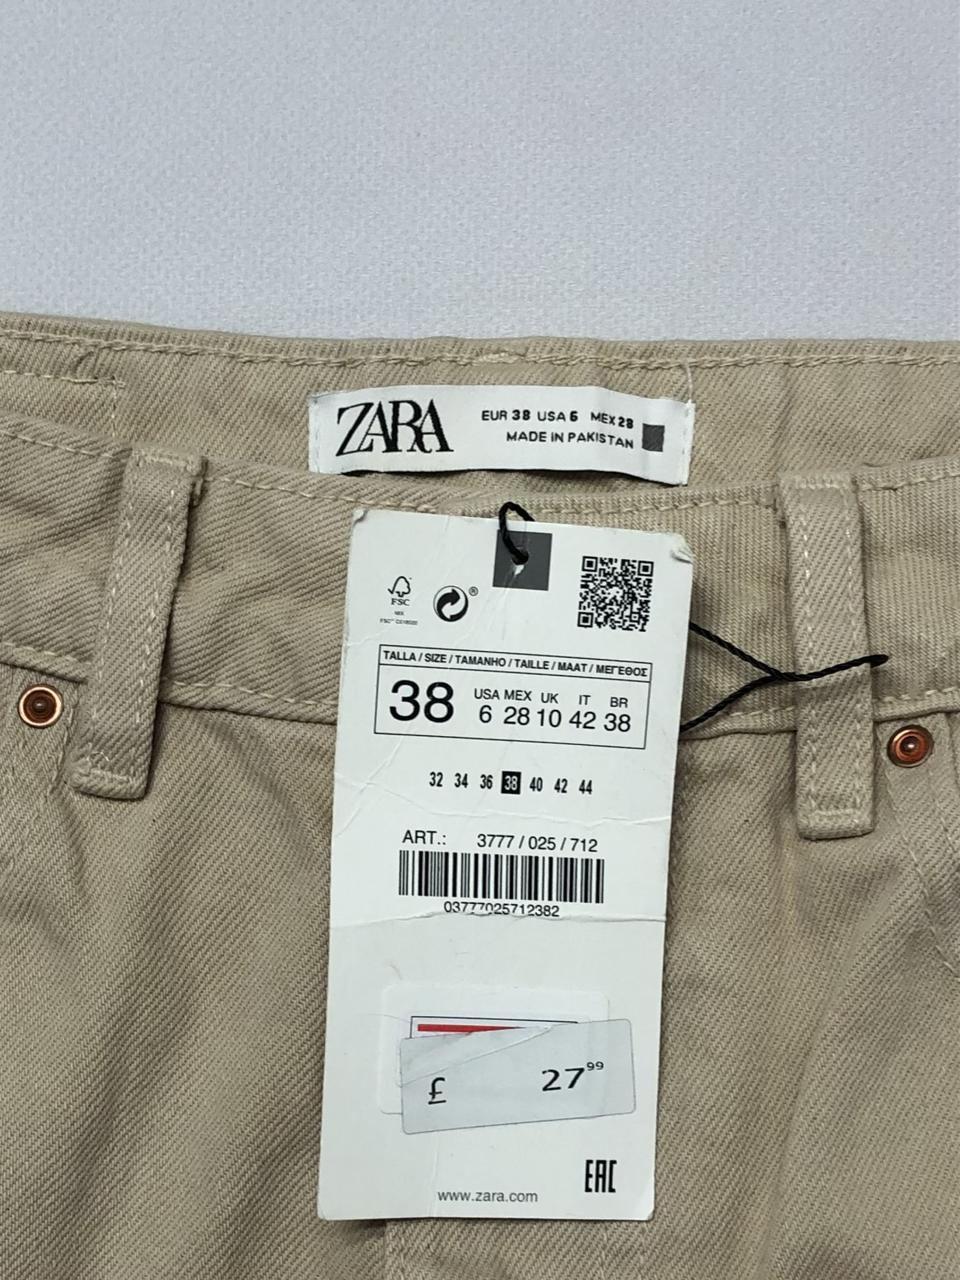 ZARA
EUR 38 USA 6 MEX 28
MADE IN PAKISTAN
FSC
MIX
®
TALLA / SIZE / TAMANHO / TAILLE / MAAT / ΜΕΓΕΘΟΣ
38
USA MEX UK IT BR
6 28 10 42 38
32 34 36 38 40 42 44
ART.: 3777 / 025 / 712
03777025712382
£ 27⁹⁹
EAC
www.zara.com